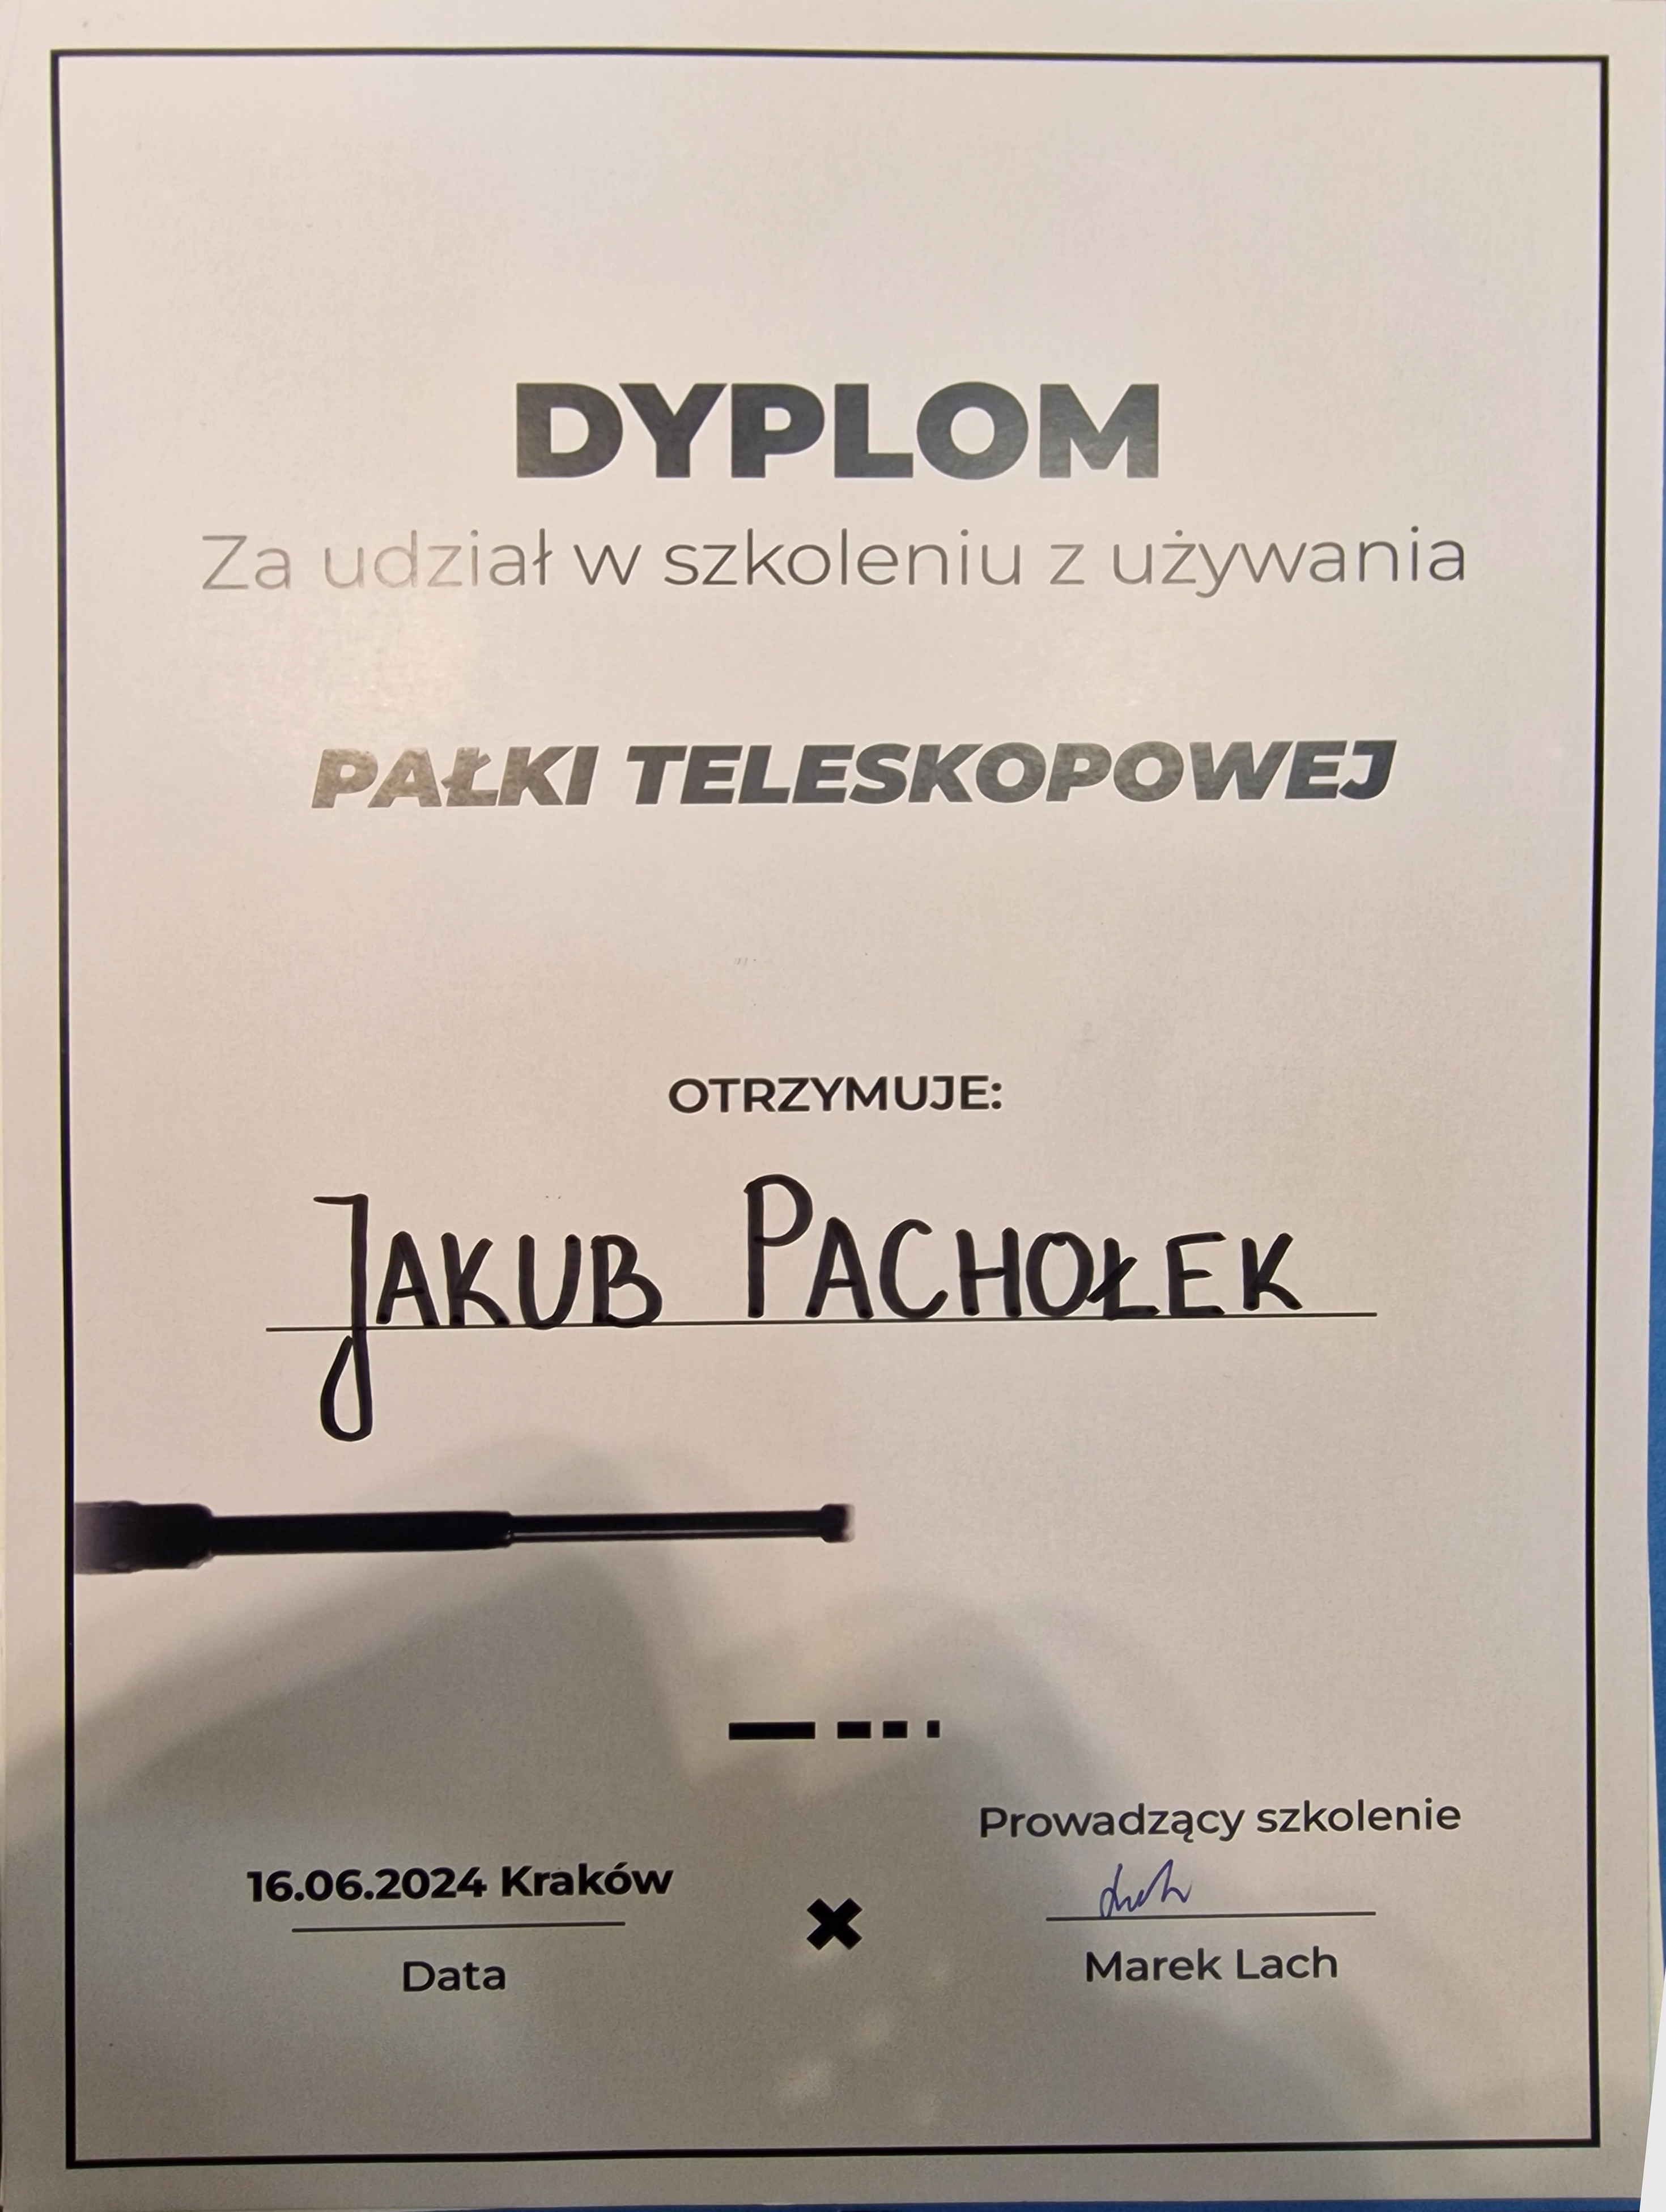 DYPLOM
Za udział w szkoleniu z używania
PAŁKI TELESKOPOWEJ
OTRZYMUJE:
JAKUB PACHOŁEK
Prowadzący szkolenie
16.06.2024 Kraków
Data
Marek Lach